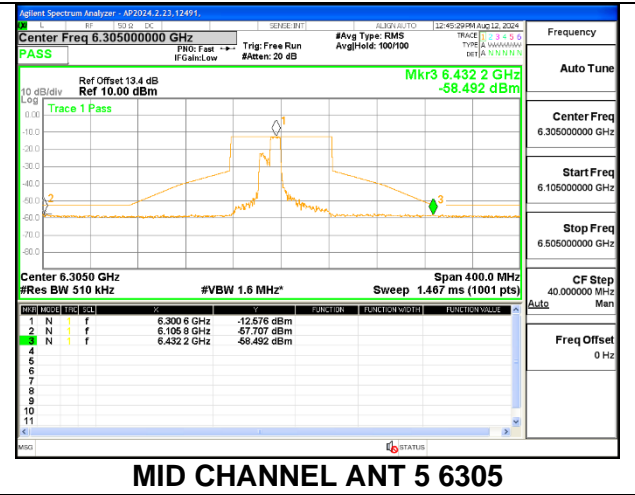 Agilent Spectrum Analyzer - AP2024.2.23,12491,
L RF 50 Ω DC SENSE:INT ALIGN AUTO 12:45:29 PM Aug 12, 2024
Center Freq 6.305000000 GHz
#Avg Type: RMS
TRACE 1 2 3 4 5 6
PASS
PNO: Fast
IFGain:Low
Trig: Free Run
#Atten: 20 dB
Avg|Hold: 100/100
TYPE A WWWWW
DET A N N N N N
Ref Offset 13.4 dB
Ref 10.00 dBm
10 dB/div
Log
Mkr3 6.432 2 GHz
-58.492 dBm
Trace 1 Pass
0.00
-10.0
-20.0
-30.0
-40.0
-50.0
-60.0
-70.0
-80.0
1
2
3
Center 6.3050 GHz
Span 400.0 MHz
#Res BW 510 kHz
#VBW 1.6 MHz*
Sweep 1.467 ms (1001 pts)
MKR MODE TRC SCL X Y FUNCTION FUNCTION WIDTH FUNCTION VALUE
1 N 1 f 6.300 6 GHz -12.576 dBm
2 N 1 f 6.105 8 GHz -57.707 dBm
3 N 1 f 6.432 2 GHz -58.492 dBm
4
5
6
7
8
9
10
11
MSG
STATUS
Frequency
Auto Tune
Center Freq
6.305000000 GHz
Start Freq
6.105000000 GHz
Stop Freq
6.505000000 GHz
CF Step
40.000000 MHz
Auto Man
Freq Offset
0 Hz
MID CHANNEL ANT 5 6305